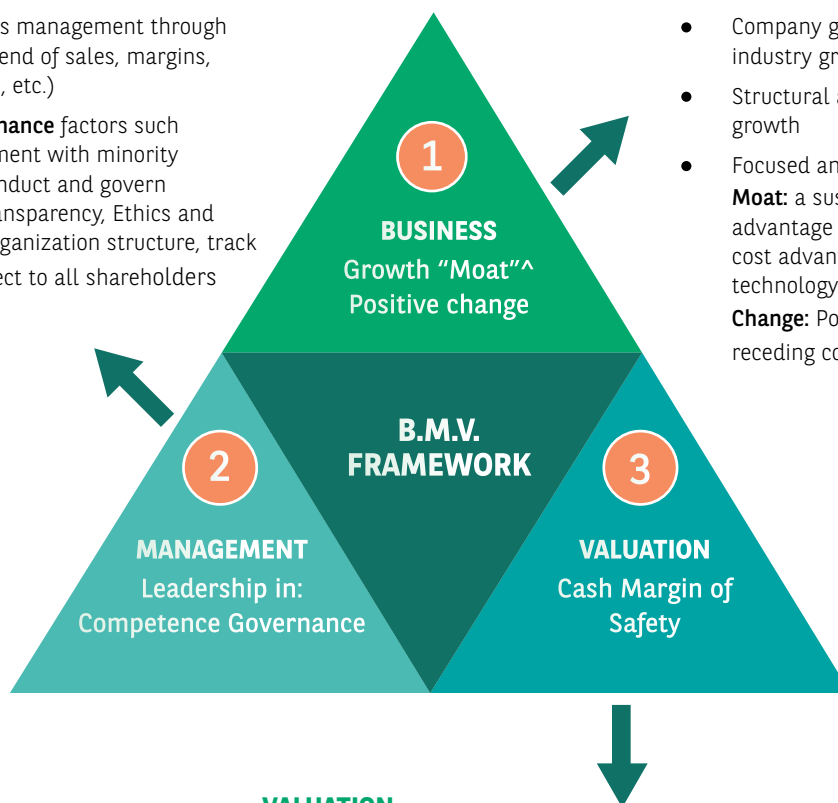 s management through
end of sales, margins,
, etc.)
nance factors such
ment with minority
nduct and govern
ansparency, Ethics and
rganization structure, track
ect to all shareholders
● Company g
industry gr
● Structural a
growth
● Focused an
Moat: a sus
advantage
cost advan
technology
Change: Po
receding co
1
BUSINESS
Growth “Moat”^
Positive change
B.M.V.
FRAMEWORK
2
MANAGEMENT
Leadership in:
Competence Governance
3
VALUATION
Cash Margin of
Safety
VALUATION